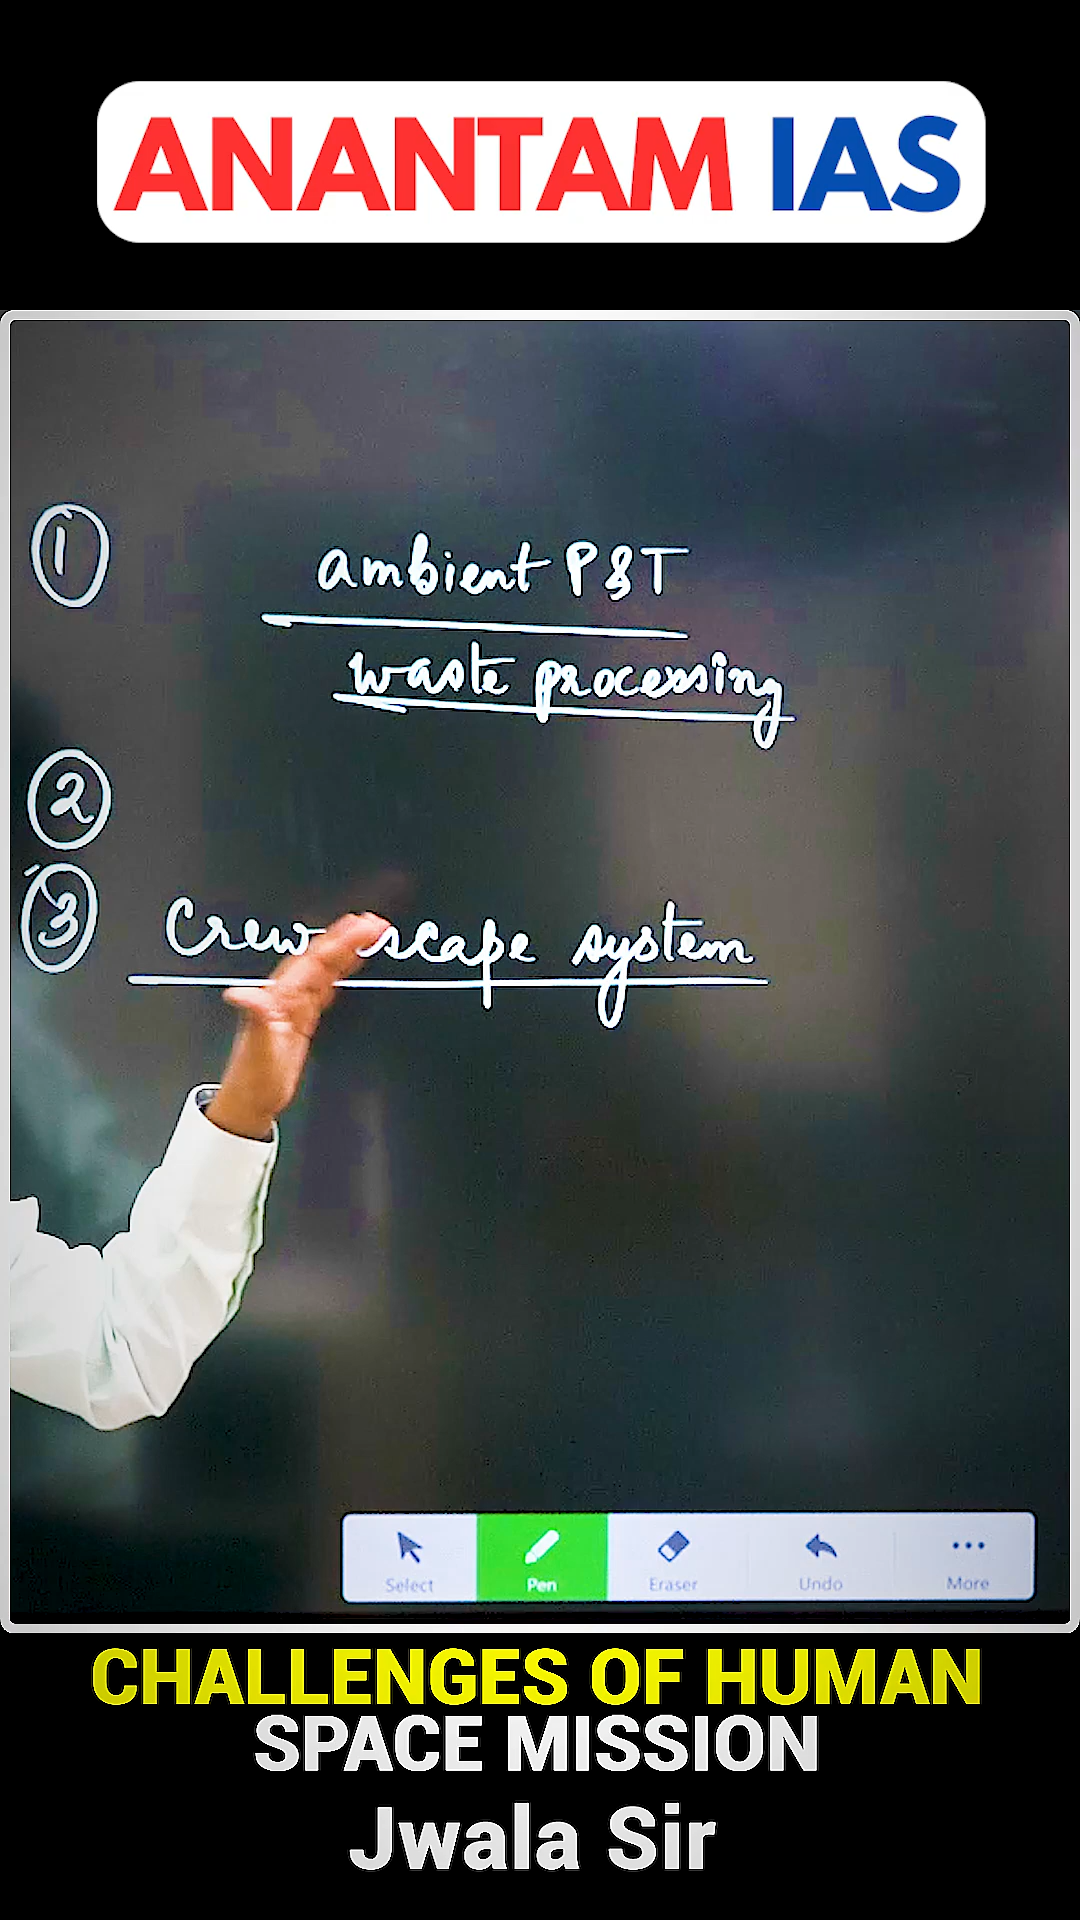 ANANTAM IAS
1
ambient P & T
waste processing
2
3 Crew scape system
Select Pen Eraser Undo More
CHALLENGES OF HUMAN
SPACE MISSION
Jwala Sir